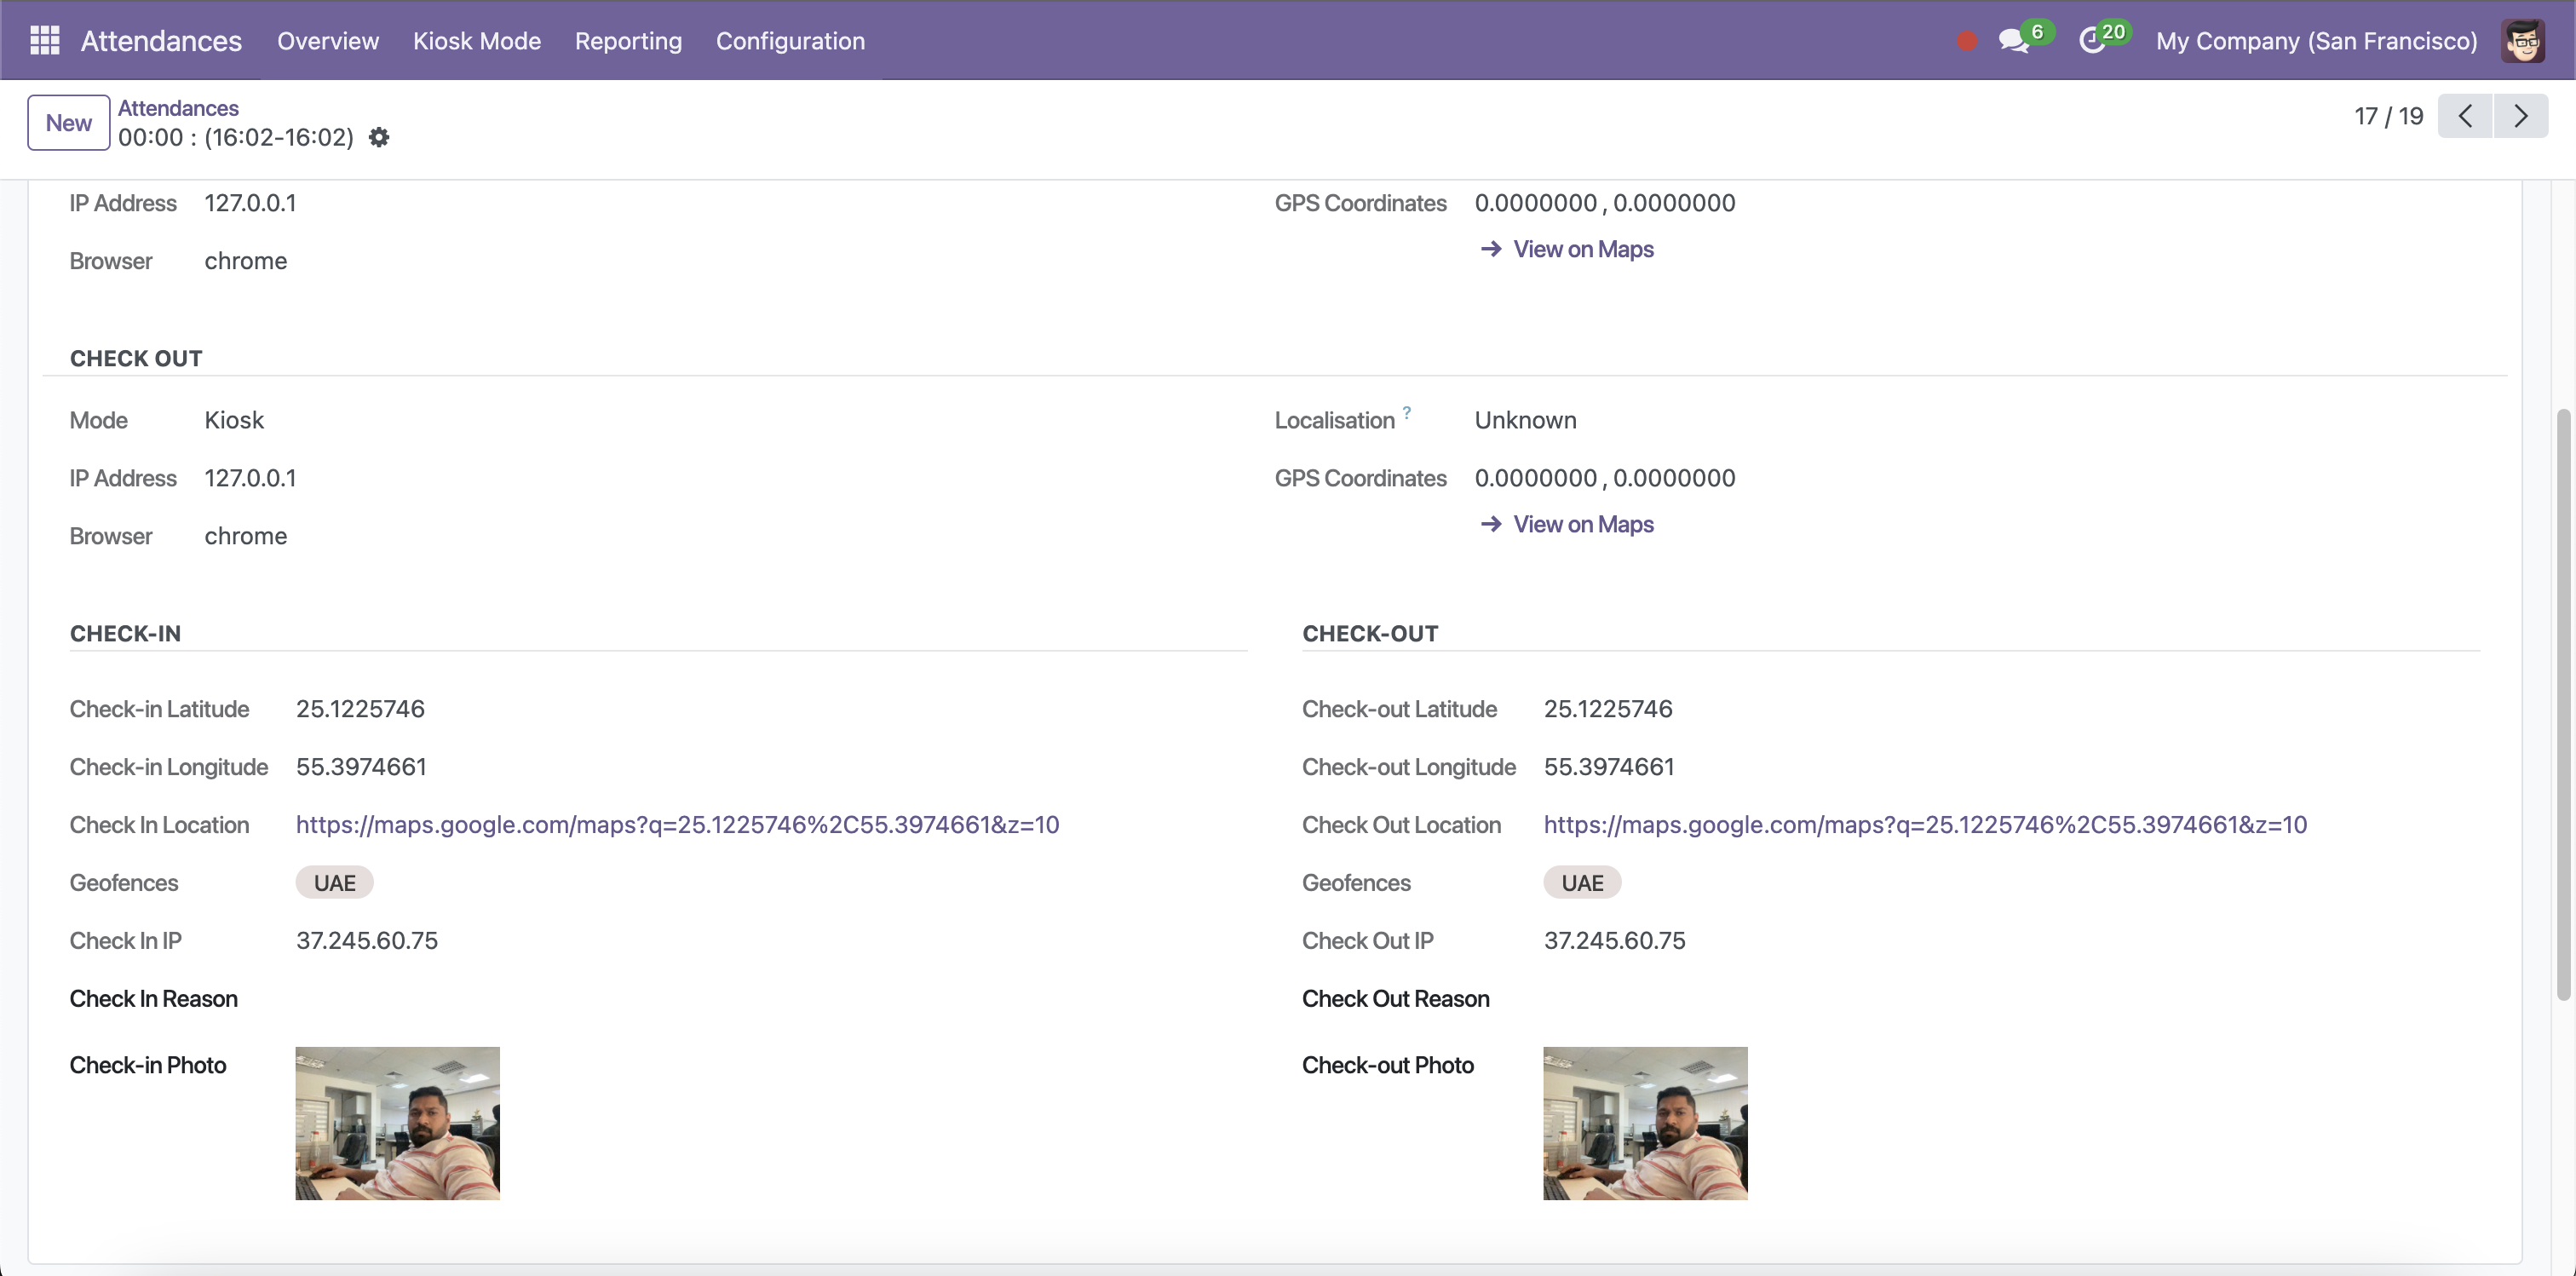 Attendances Overview Kiosk Mode Reporting Configuration 6 20 My Company (San Francisco)
New Attendances
00:00 : (16:02-16:02)
17 / 19
IP Address 127.0.0.1 GPS Coordinates 0.0000000 , 0.0000000
→ View on Maps
Browser chrome
CHECK OUT
Mode Kiosk Localisation ? Unknown
IP Address 127.0.0.1 GPS Coordinates 0.0000000 , 0.0000000
→ View on Maps
Browser chrome
CHECK-IN
Check-in Latitude 25.1225746
Check-in Longitude 55.3974661
Check In Location https://maps.google.com/maps?q=25.1225746%2C55.3974661&z=10
Geofences UAE
Check In IP 37.245.60.75
Check In Reason
Check-in Photo
CHECK-OUT
Check-out Latitude 25.1225746
Check-out Longitude 55.3974661
Check Out Location https://maps.google.com/maps?q=25.1225746%2C55.3974661&z=10
Geofences UAE
Check Out IP 37.245.60.75
Check Out Reason
Check-out Photo